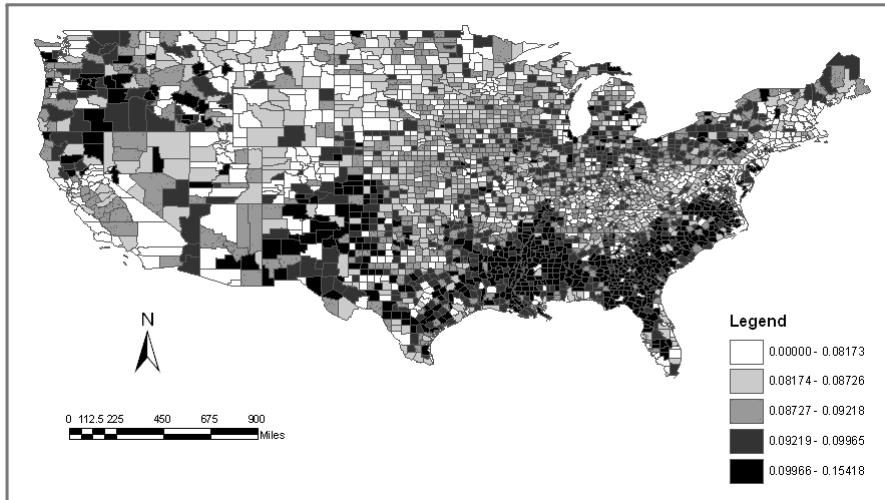 N
0 112.5 225 450 675 900
Miles
Legend
0.00000 - 0.08173
0.08174 - 0.08726
0.08727 - 0.09218
0.09219 - 0.09965
0.09966 - 0.15418